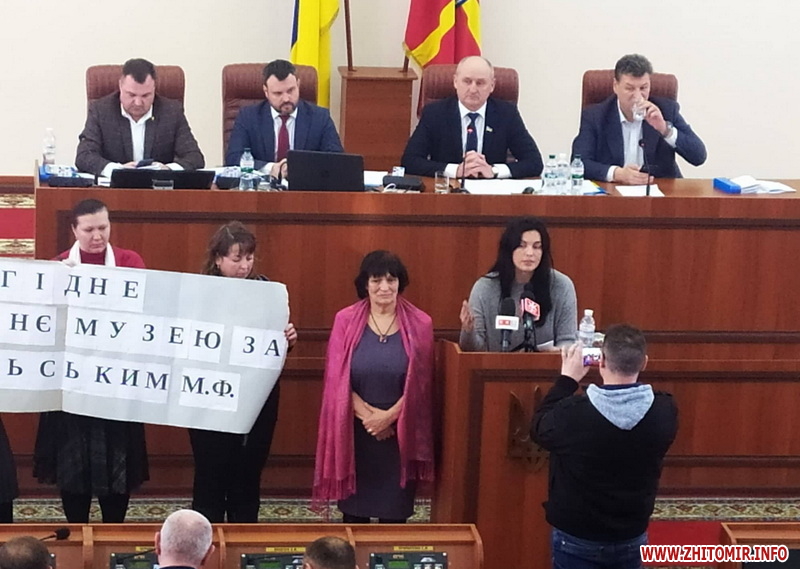 ГІДНЕ
НЄ МУЗЕЮ ЗА
ЬСЬКИМ М.Ф.
WWW.ZHITOMIR.INFO